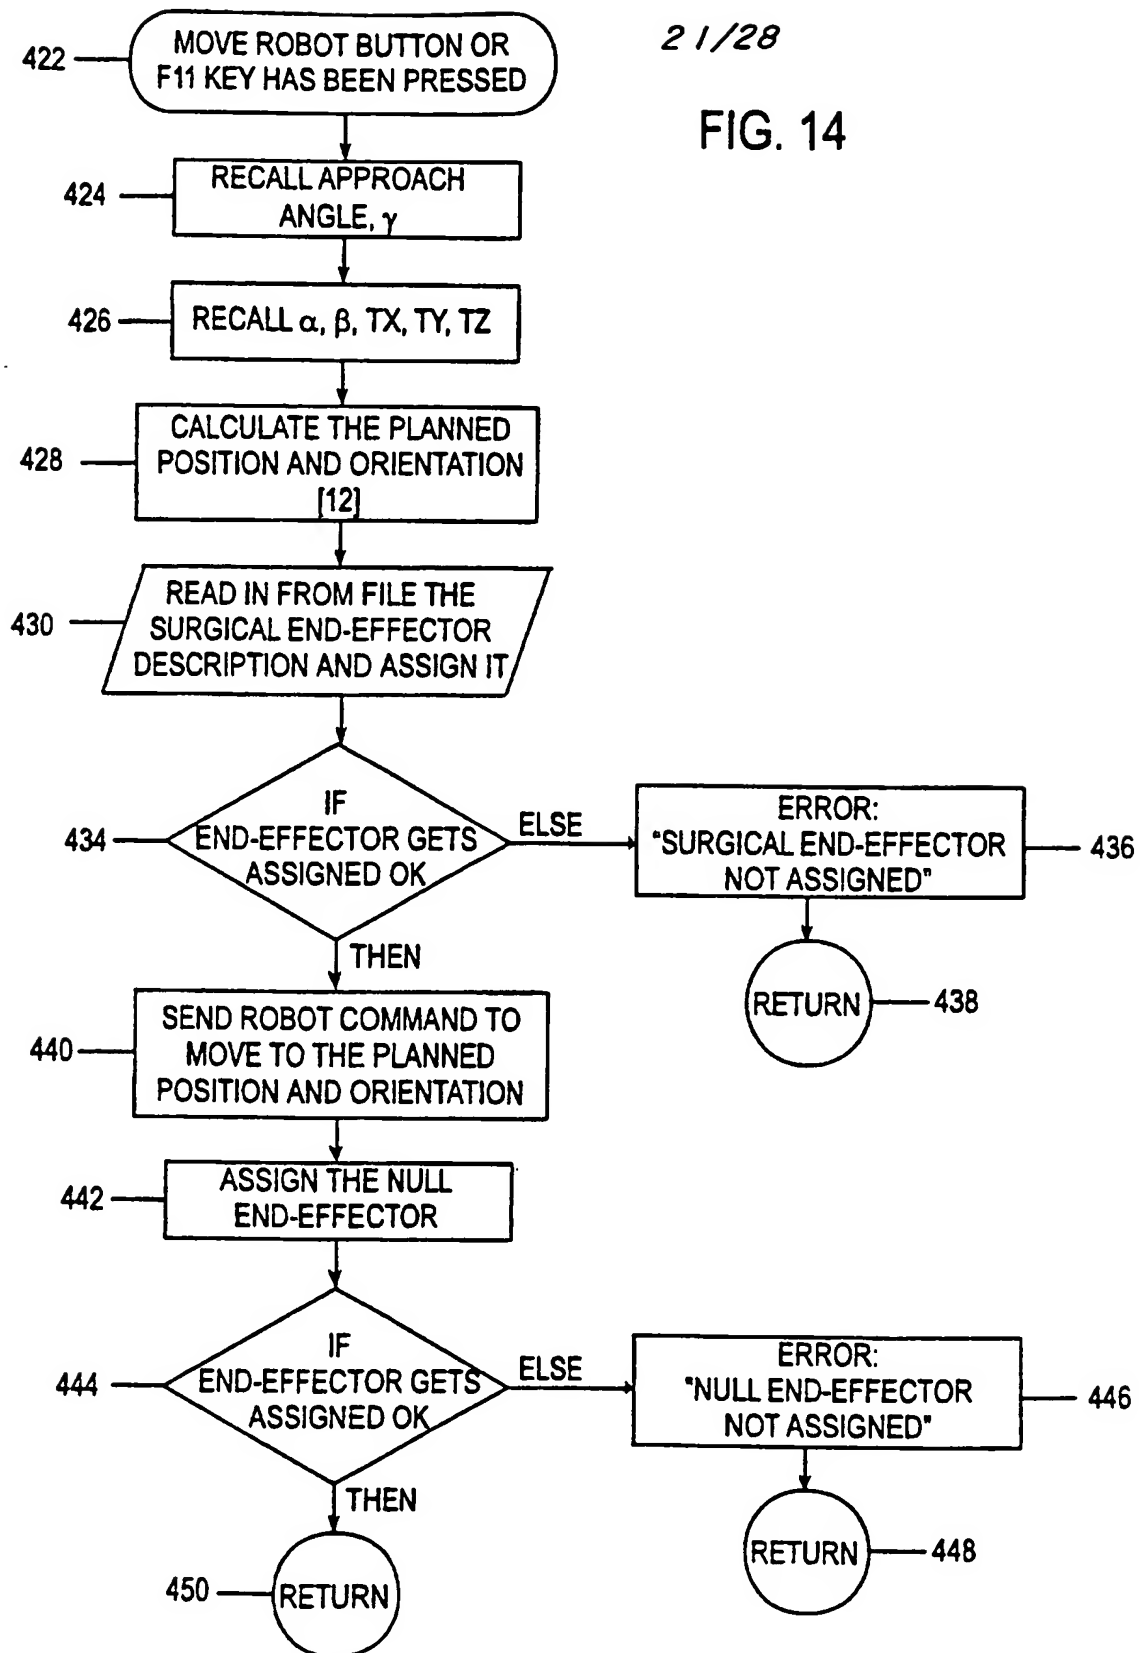 21/28
FIG. 14
422
MOVE ROBOT BUTTON OR
F11 KEY HAS BEEN PRESSED
424
RECALL APPROACH
ANGLE, γ
426
RECALL α, β, TX, TY, TZ
428
CALCULATE THE PLANNED
POSITION AND ORIENTATION
[12]
430
READ IN FROM FILE THE
SURGICAL END-EFFECTOR
DESCRIPTION AND ASSIGN IT
434
IF
END-EFFECTOR GETS
ASSIGNED OK
ELSE
ERROR:
"SURGICAL END-EFFECTOR
NOT ASSIGNED"
436
RETURN
438
THEN
440
SEND ROBOT COMMAND TO
MOVE TO THE PLANNED
POSITION AND ORIENTATION
442
ASSIGN THE NULL
END-EFFECTOR
444
IF
END-EFFECTOR GETS
ASSIGNED OK
ELSE
ERROR:
"NULL END-EFFECTOR
NOT ASSIGNED"
446
RETURN
448
THEN
450
RETURN